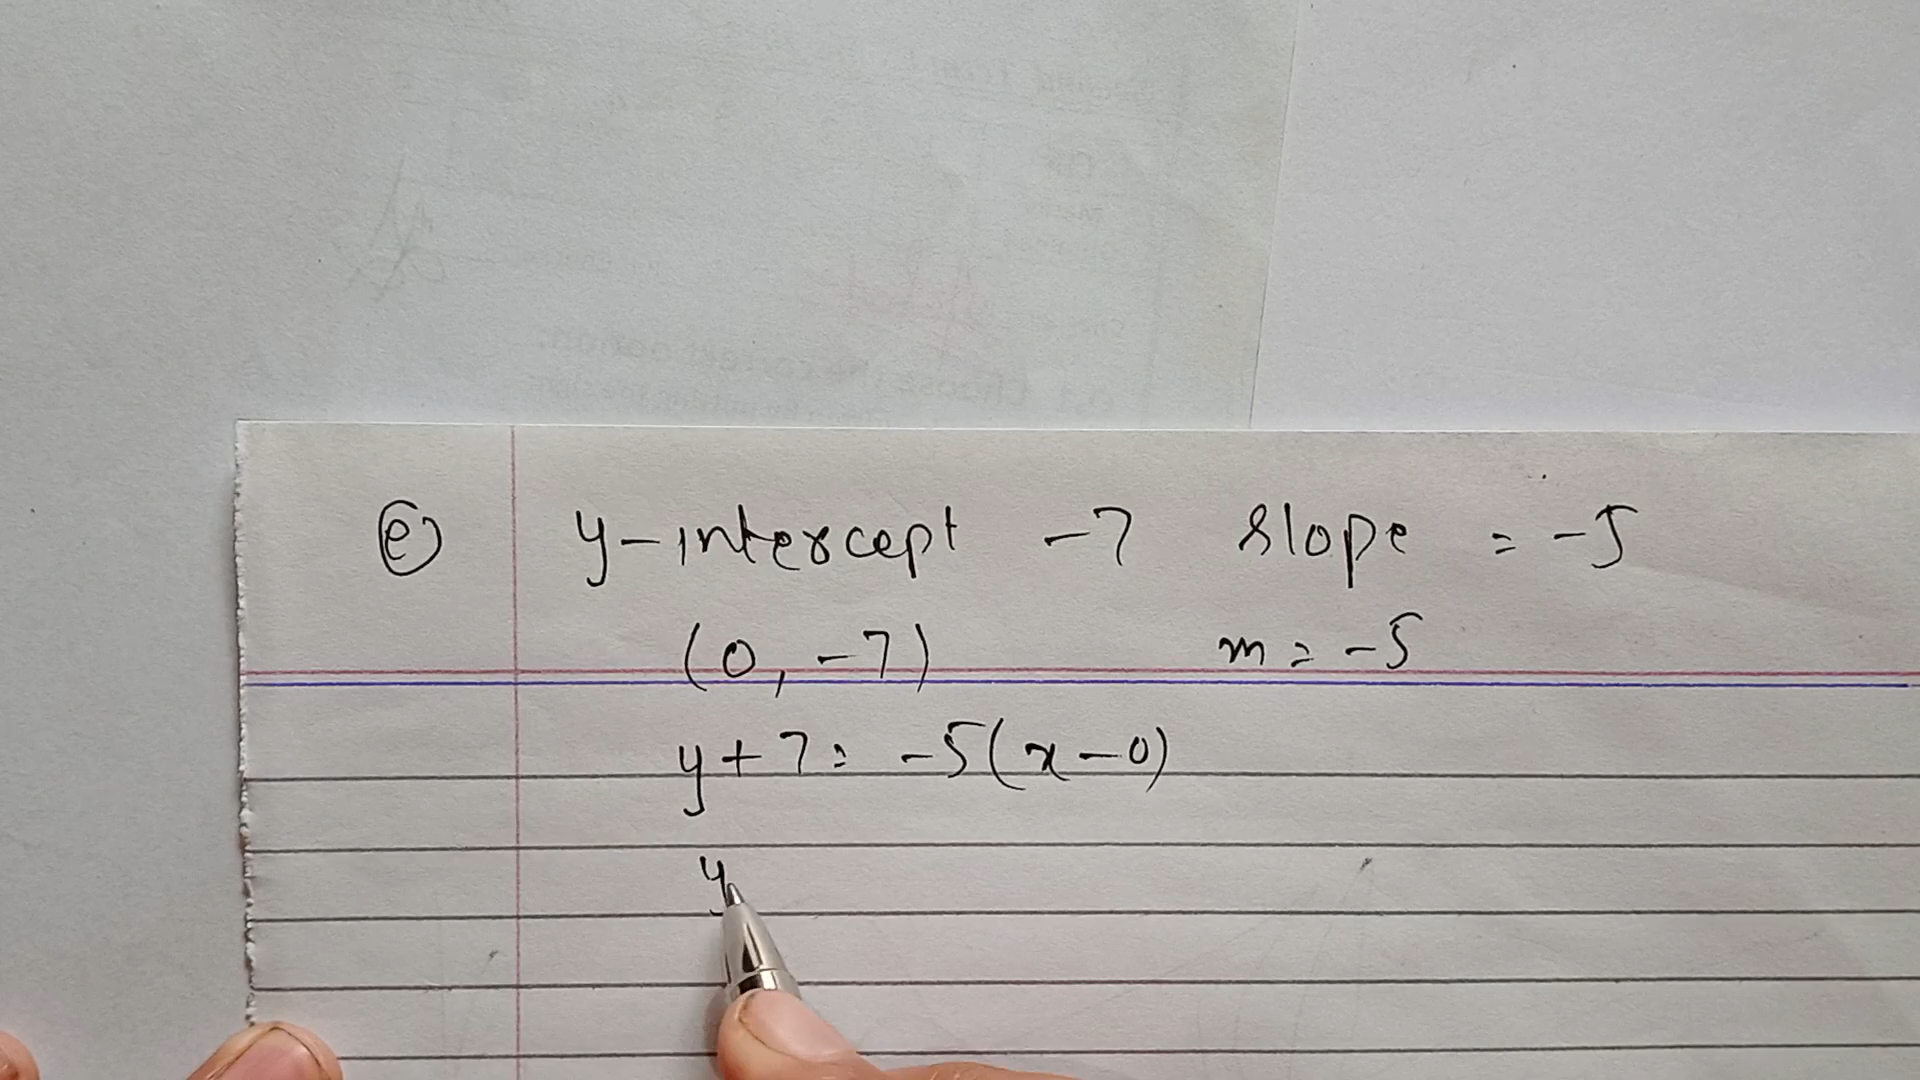 ⓔ y-intercept -7 slope = -5
(0, -7) m = -5
y + 7 = -5(x - 0)
y